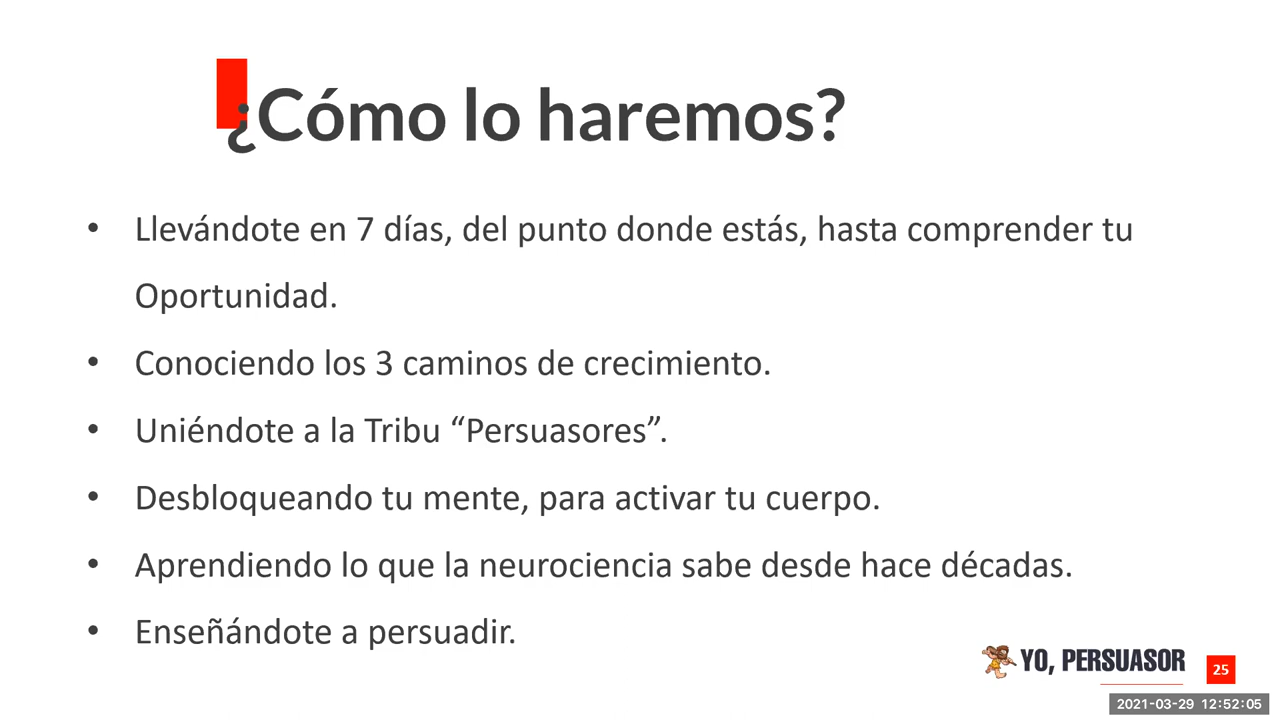 ¿Cómo lo haremos?
• Llevándote en 7 días, del punto donde estás, hasta comprender tu
Oportunidad.
• Conociendo los 3 caminos de crecimiento.
• Uniéndote a la Tribu “Persuasores”.
• Desbloqueando tu mente, para activar tu cuerpo.
• Aprendiendo lo que la neurociencia sabe desde hace décadas.
• Enseñándote a persuadir.
YO, PERSUASOR
25
2021-03-29 12:52:05